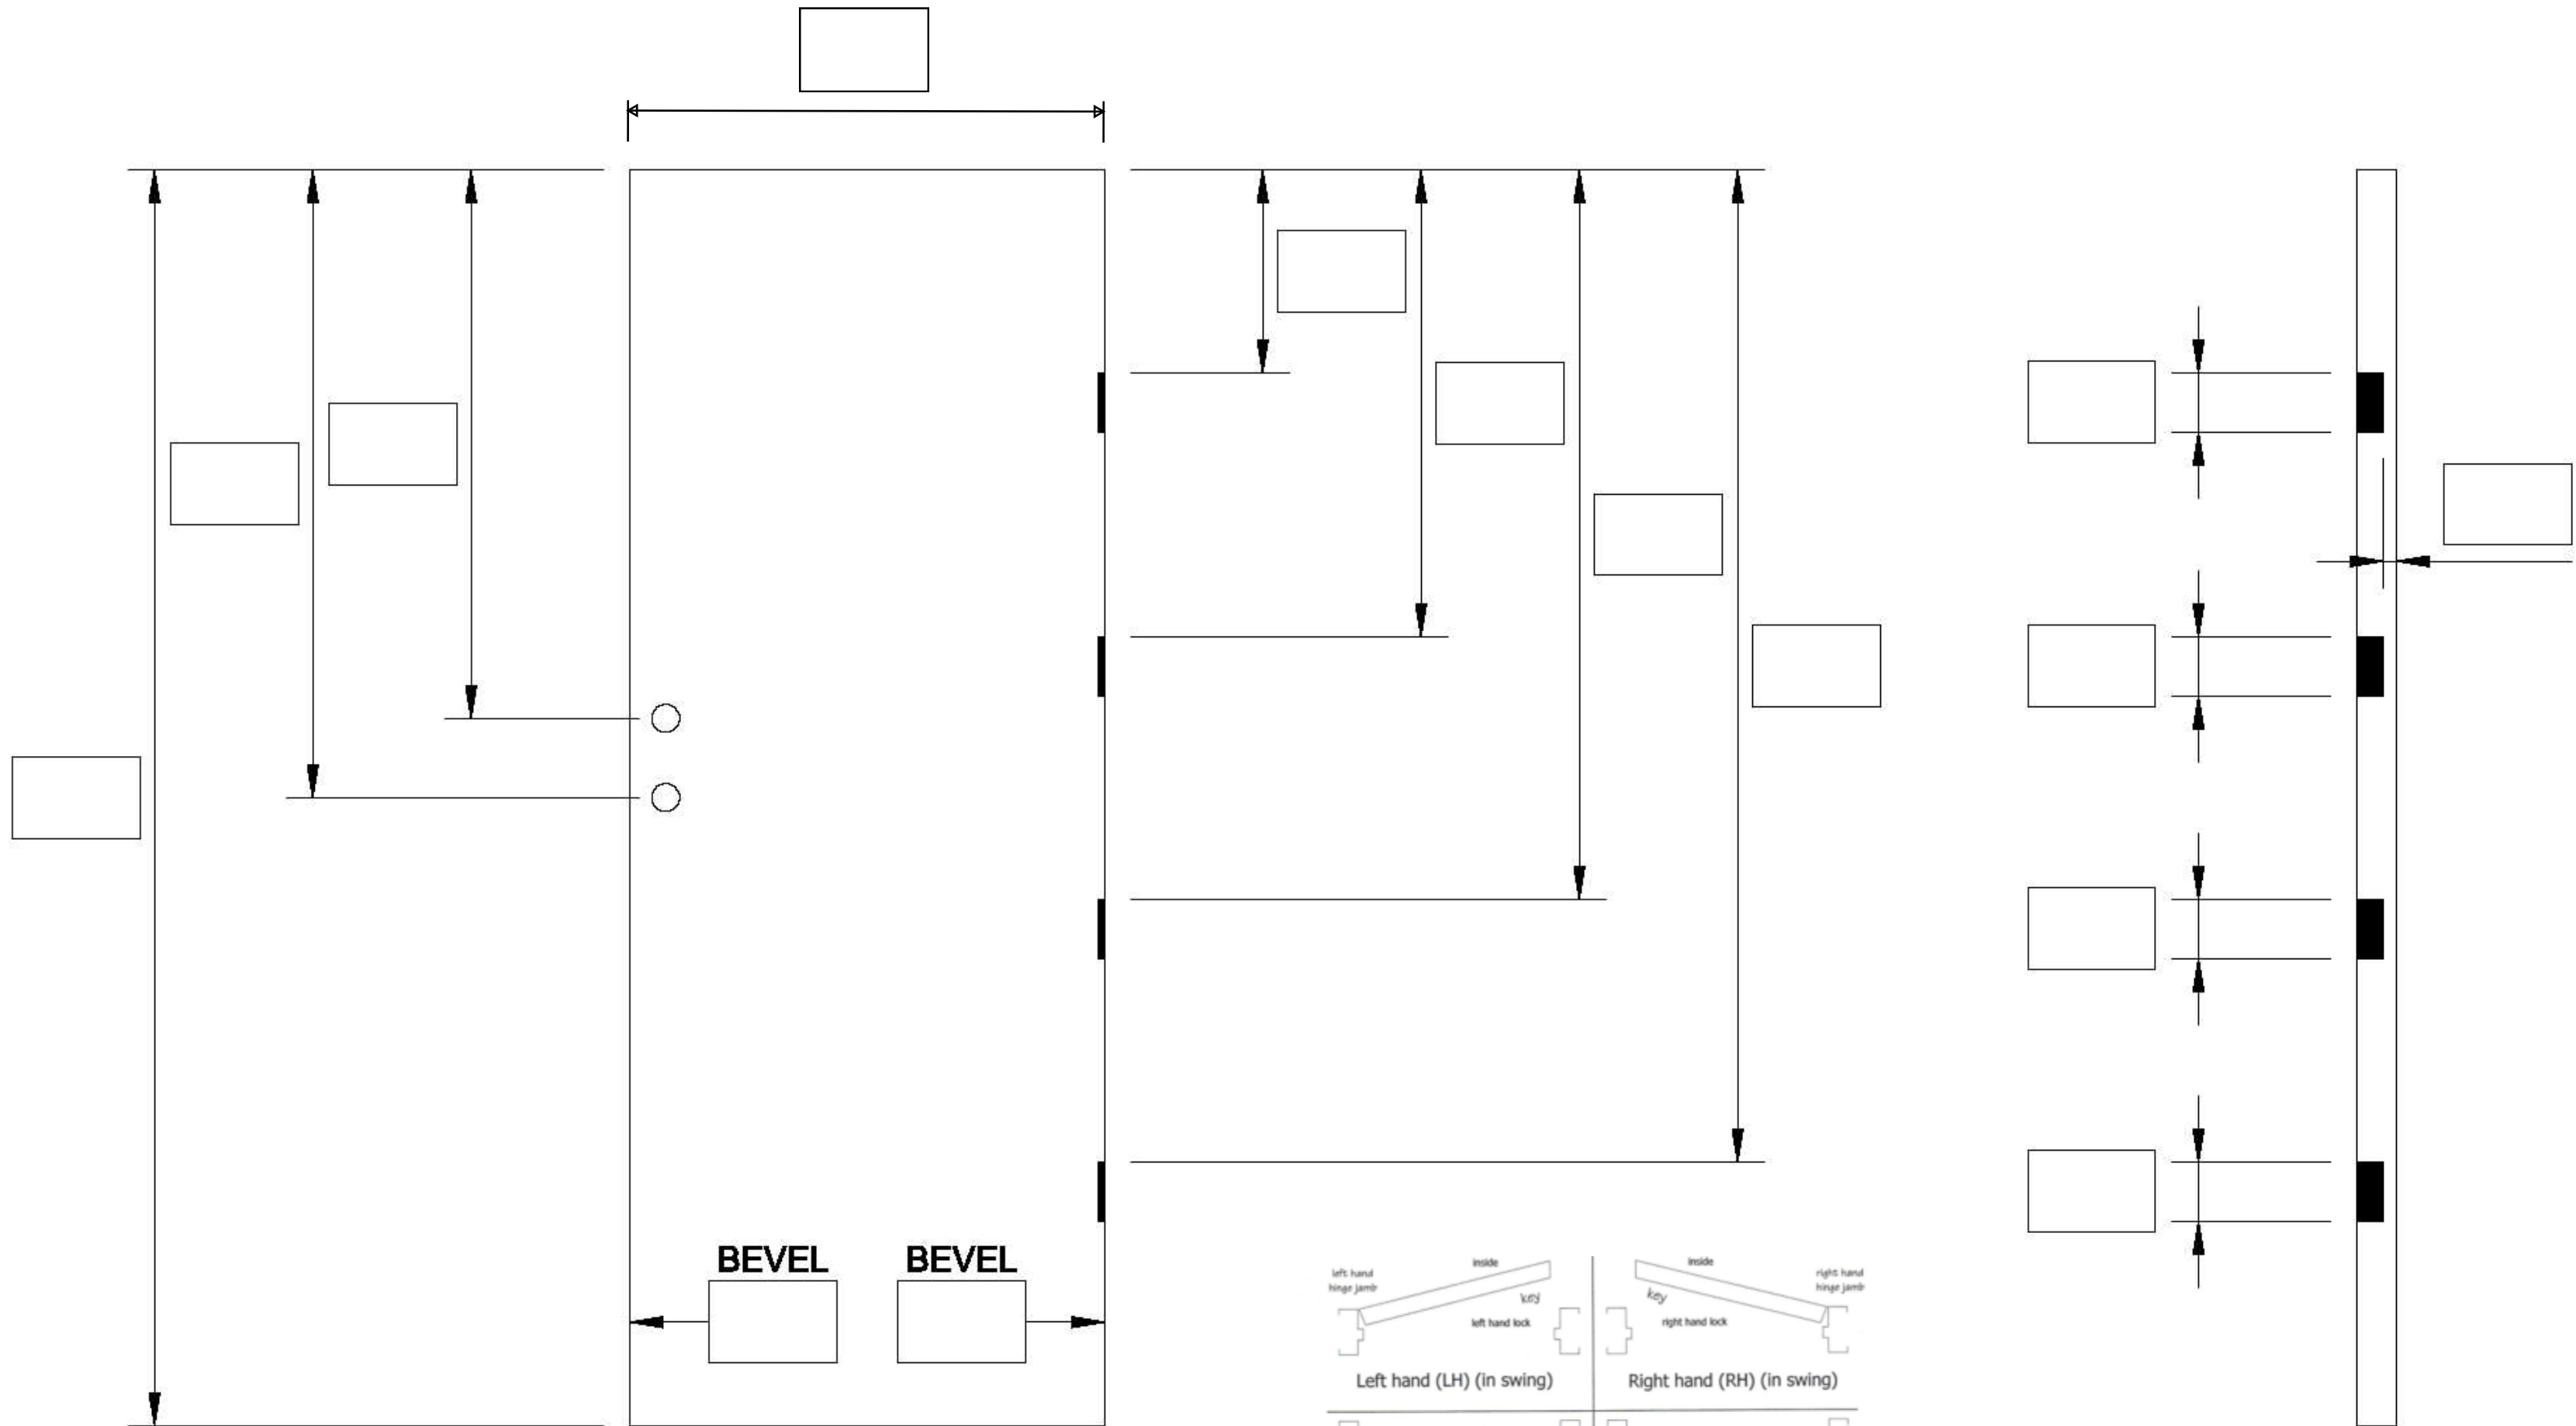 BEVEL BEVEL
inside inside
left hand right hand
hinge jamb hinge jamb
key key
left hand lock right hand lock
Left hand (LH) (in swing) Right hand (RH) (in swing)